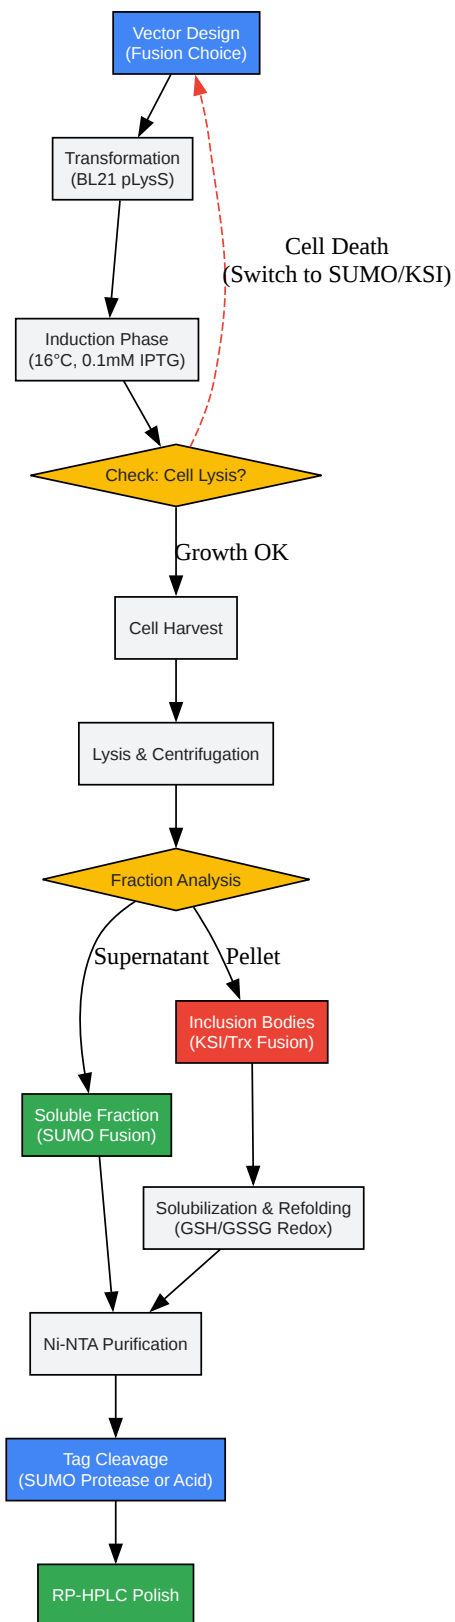 Vector Design
(Fusion Choice)
Transformation
(BL21 pLysS)
Cell Death
(Switch to SUMO/KSI)
Induction Phase
(16°C, 0.1mM IPTG)
Check: Cell Lysis?
Growth OK
Cell Harvest
Lysis & Centrifugation
Fraction Analysis
Supernatant
Pellet
Inclusion Bodies
(KSI/Trx Fusion)
Soluble Fraction
(SUMO Fusion)
Solubilization & Refolding
(GSH/GSSG Redox)
Ni-NTA Purification
Tag Cleavage
(SUMO Protease or Acid)
RP-HPLC Polish